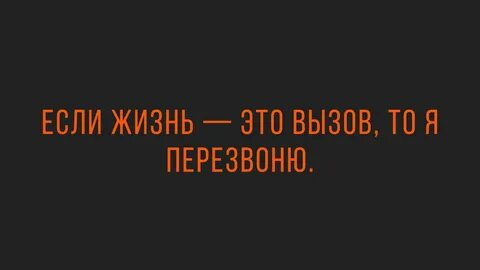 ЕСЛИ ЖИЗНЬ — ЭТО ВЫЗОВ, ТО Я
ПЕРЕЗВОНЮ.